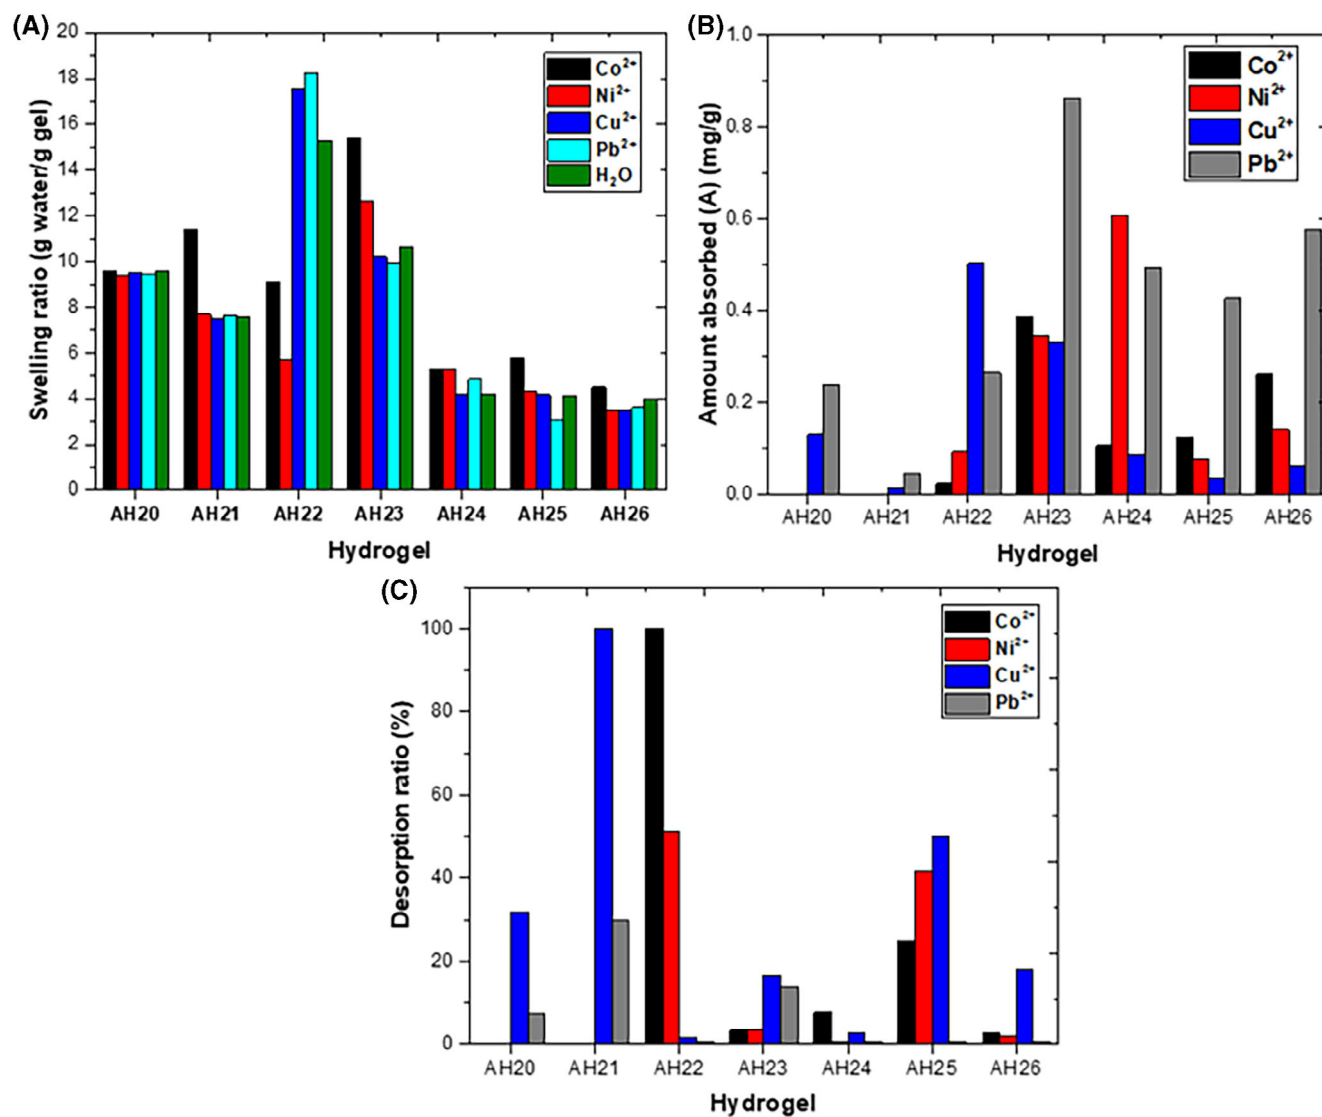 (A)
Swelling ratio (g water/g gel)
20
18
16
14
12
10
8
6
4
2
0
Co²⁺
Ni²⁺
Cu²⁺
Pb²⁺
H₂O
AH20 AH21 AH22 AH23 AH24 AH25 AH26
Hydrogel
(B)
Amount absorbed (A) (mg/g)
1.0
0.8
0.6
0.4
0.2
0.0
Co²⁺
Ni²⁺
Cu²⁺
Pb²⁺
AH20 AH21 AH22 AH23 AH24 AH25 AH26
Hydrogel
(C)
Desorption ratio (%)
100
80
60
40
20
0
Co²⁺
Ni²⁺
Cu²⁺
Pb²⁺
AH20 AH21 AH22 AH23 AH24 AH25 AH26
Hydrogel